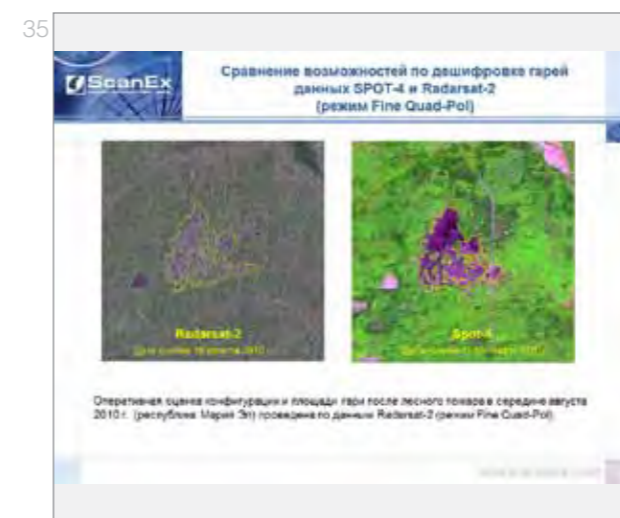 35
ScanEx
Сравнение возможностей по дешифровке гарей
данных SPOT-4 и Radarsat-2
(режим Fine Quad-Pol)
Radarsat-2
Spot-4
Оперативная оценка конфигурации и площади гари после лесного пожара в середине августа
2010 г. (республика Марий Эл) проведена по данным Radarsat-2 (режим Fine Quad-Pol)